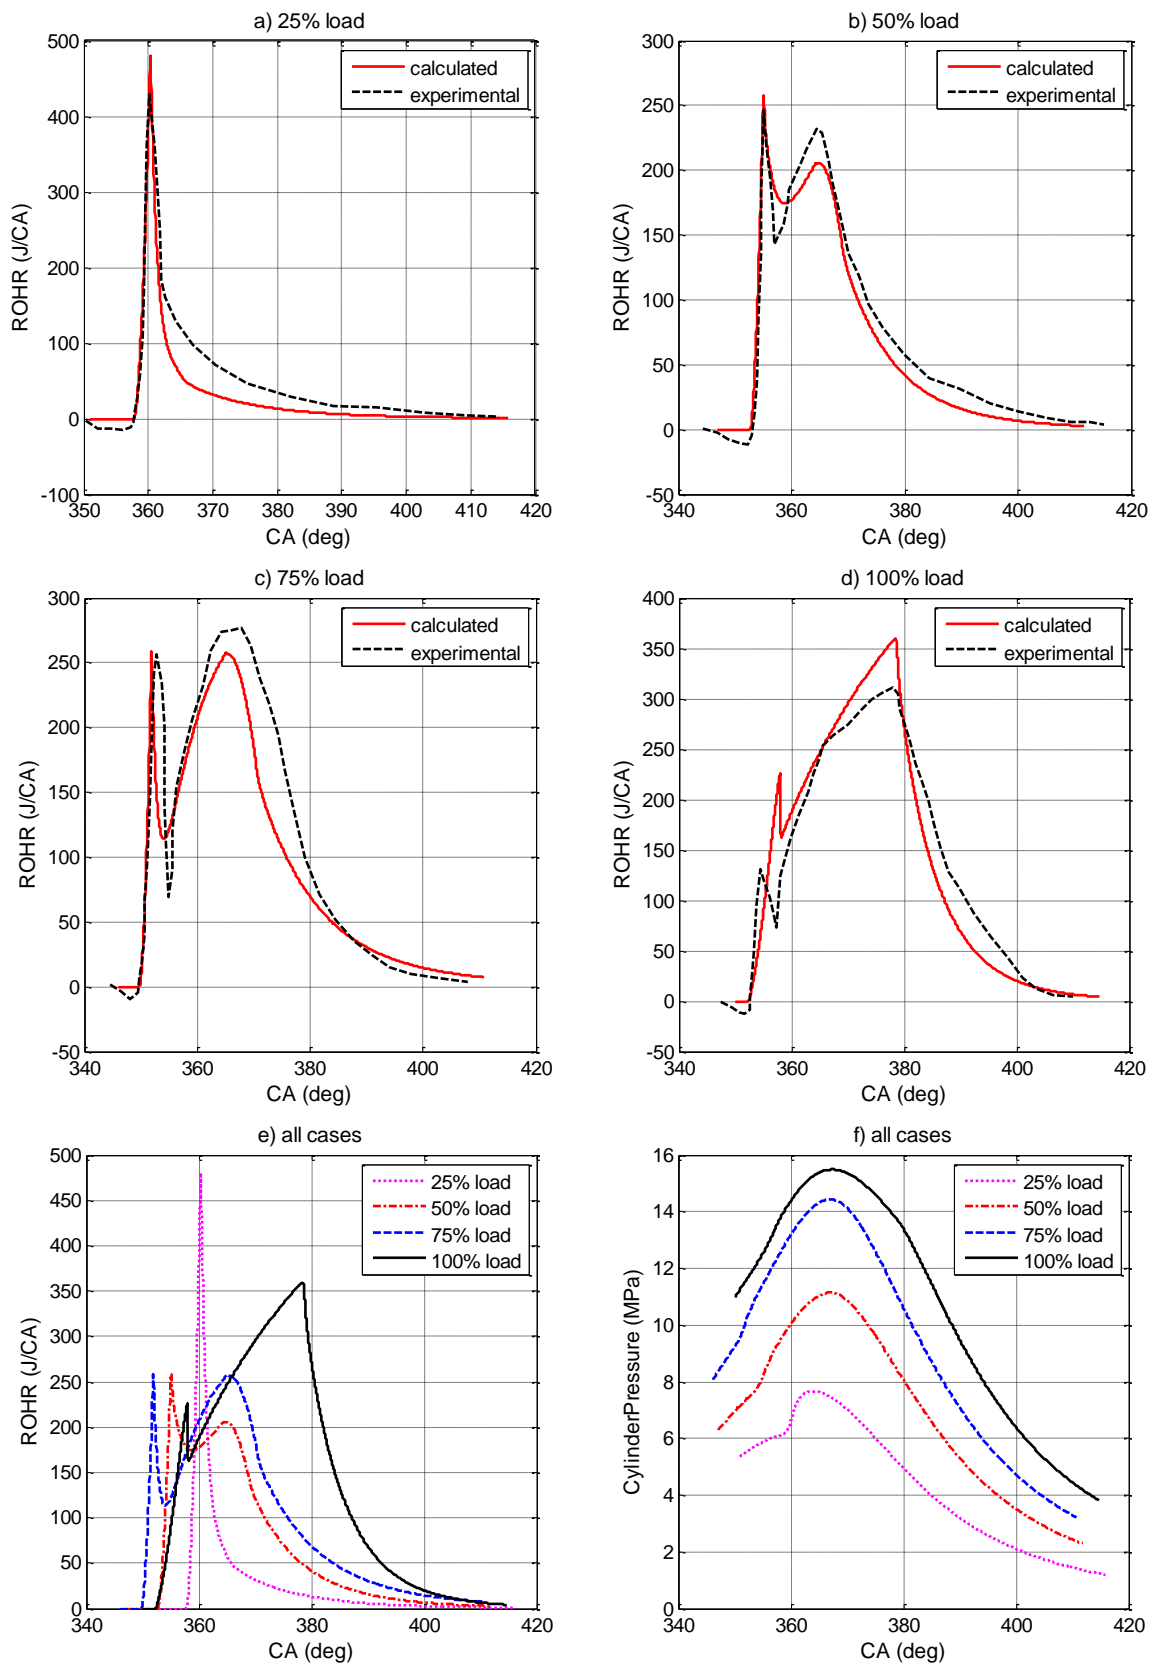 a) 25% load
500
400
300
200
100
0
-100
350 360 370 380 390 400 410 420
CA (deg)
ROHR (J/CA)
calculated
experimental
b) 50% load
300
250
200
150
100
50
0
-50
340 360 380 400 420
CA (deg)
ROHR (J/CA)
calculated
experimental
c) 75% load
300
250
200
150
100
50
0
-50
340 360 380 400 420
CA (deg)
ROHR (J/CA)
calculated
experimental
d) 100% load
400
350
300
250
200
150
100
50
0
-50
340 360 380 400 420
CA (deg)
ROHR (J/CA)
calculated
experimental
e) all cases
500
450
400
350
300
250
200
150
100
50
0
340 360 380 400 420
CA (deg)
ROHR (J/CA)
25% load
50% load
75% load
100% load
f) all cases
16
14
12
10
8
6
4
2
0
340 360 380 400 420
CA (deg)
CylinderPressure (MPa)
25% load
50% load
75% load
100% load